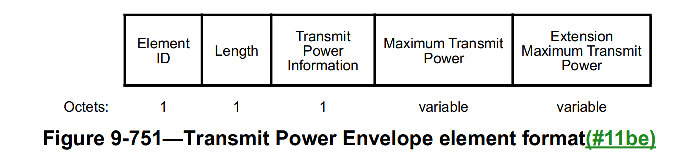 Element ID
Length
Transmit Power Information
Maximum Transmit Power
Extension Maximum Transmit Power
Octets: 1 1 1 variable variable
Figure 9-751—Transmit Power Envelope element format(#11be)